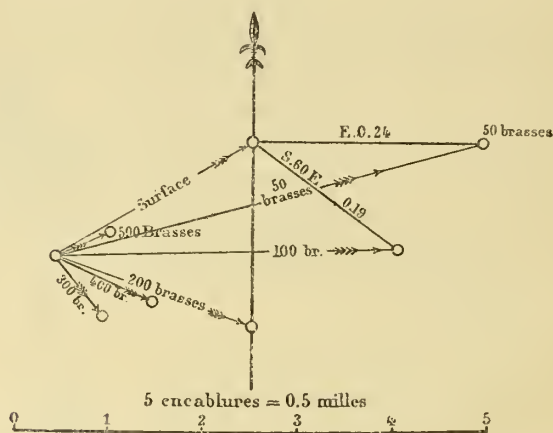 E. 0.24
50 brasses
S. 60 E. 0.19
Surface
50
brasses
500 Brasses
100 br.
200 brasses
400 br.
300 br.
5 encablures = 0.5 milles
0 1 2 3 4 5